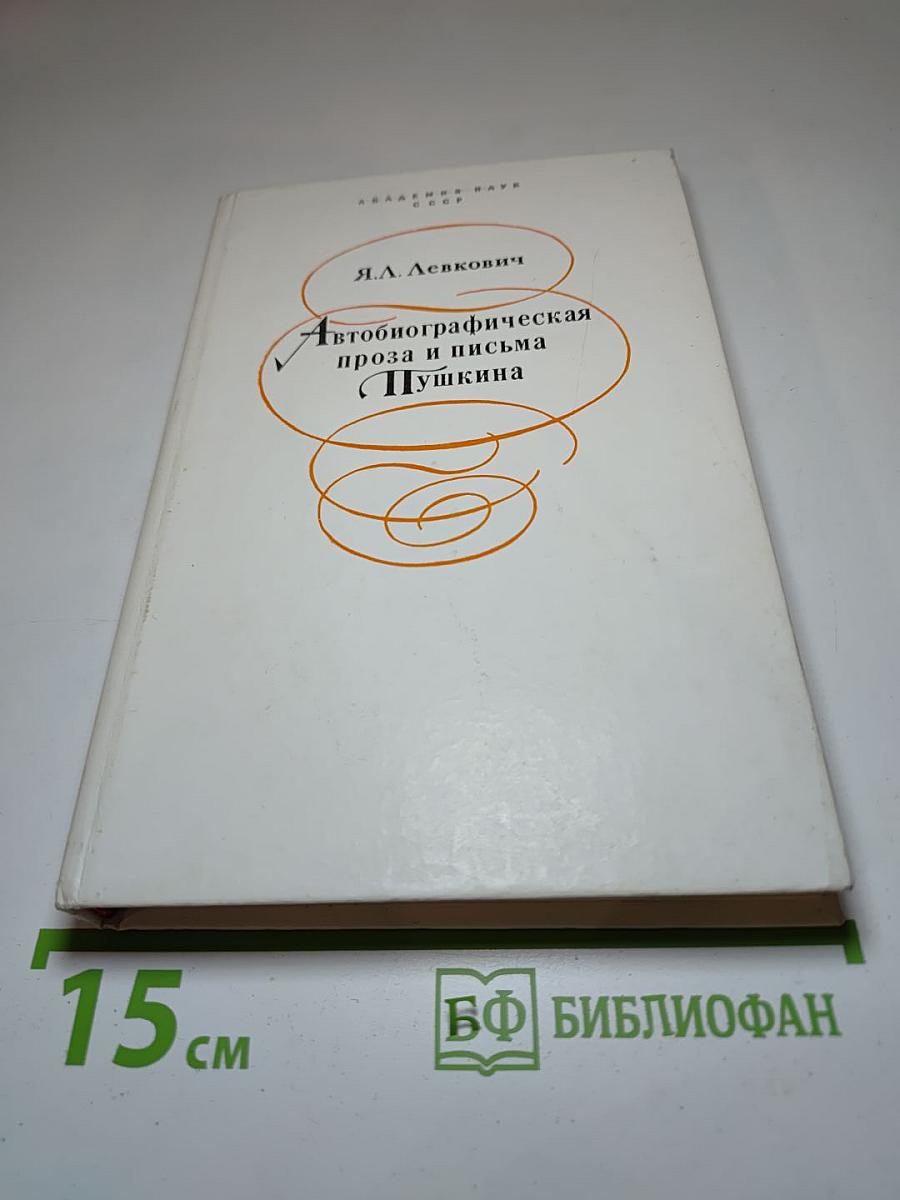 АКАДЕМИЯ НАУК
СССР
Я.Л. Левкович
Автобиографическая
проза и письма
Пушкина
15 см
БФ БИБЛИОФАН